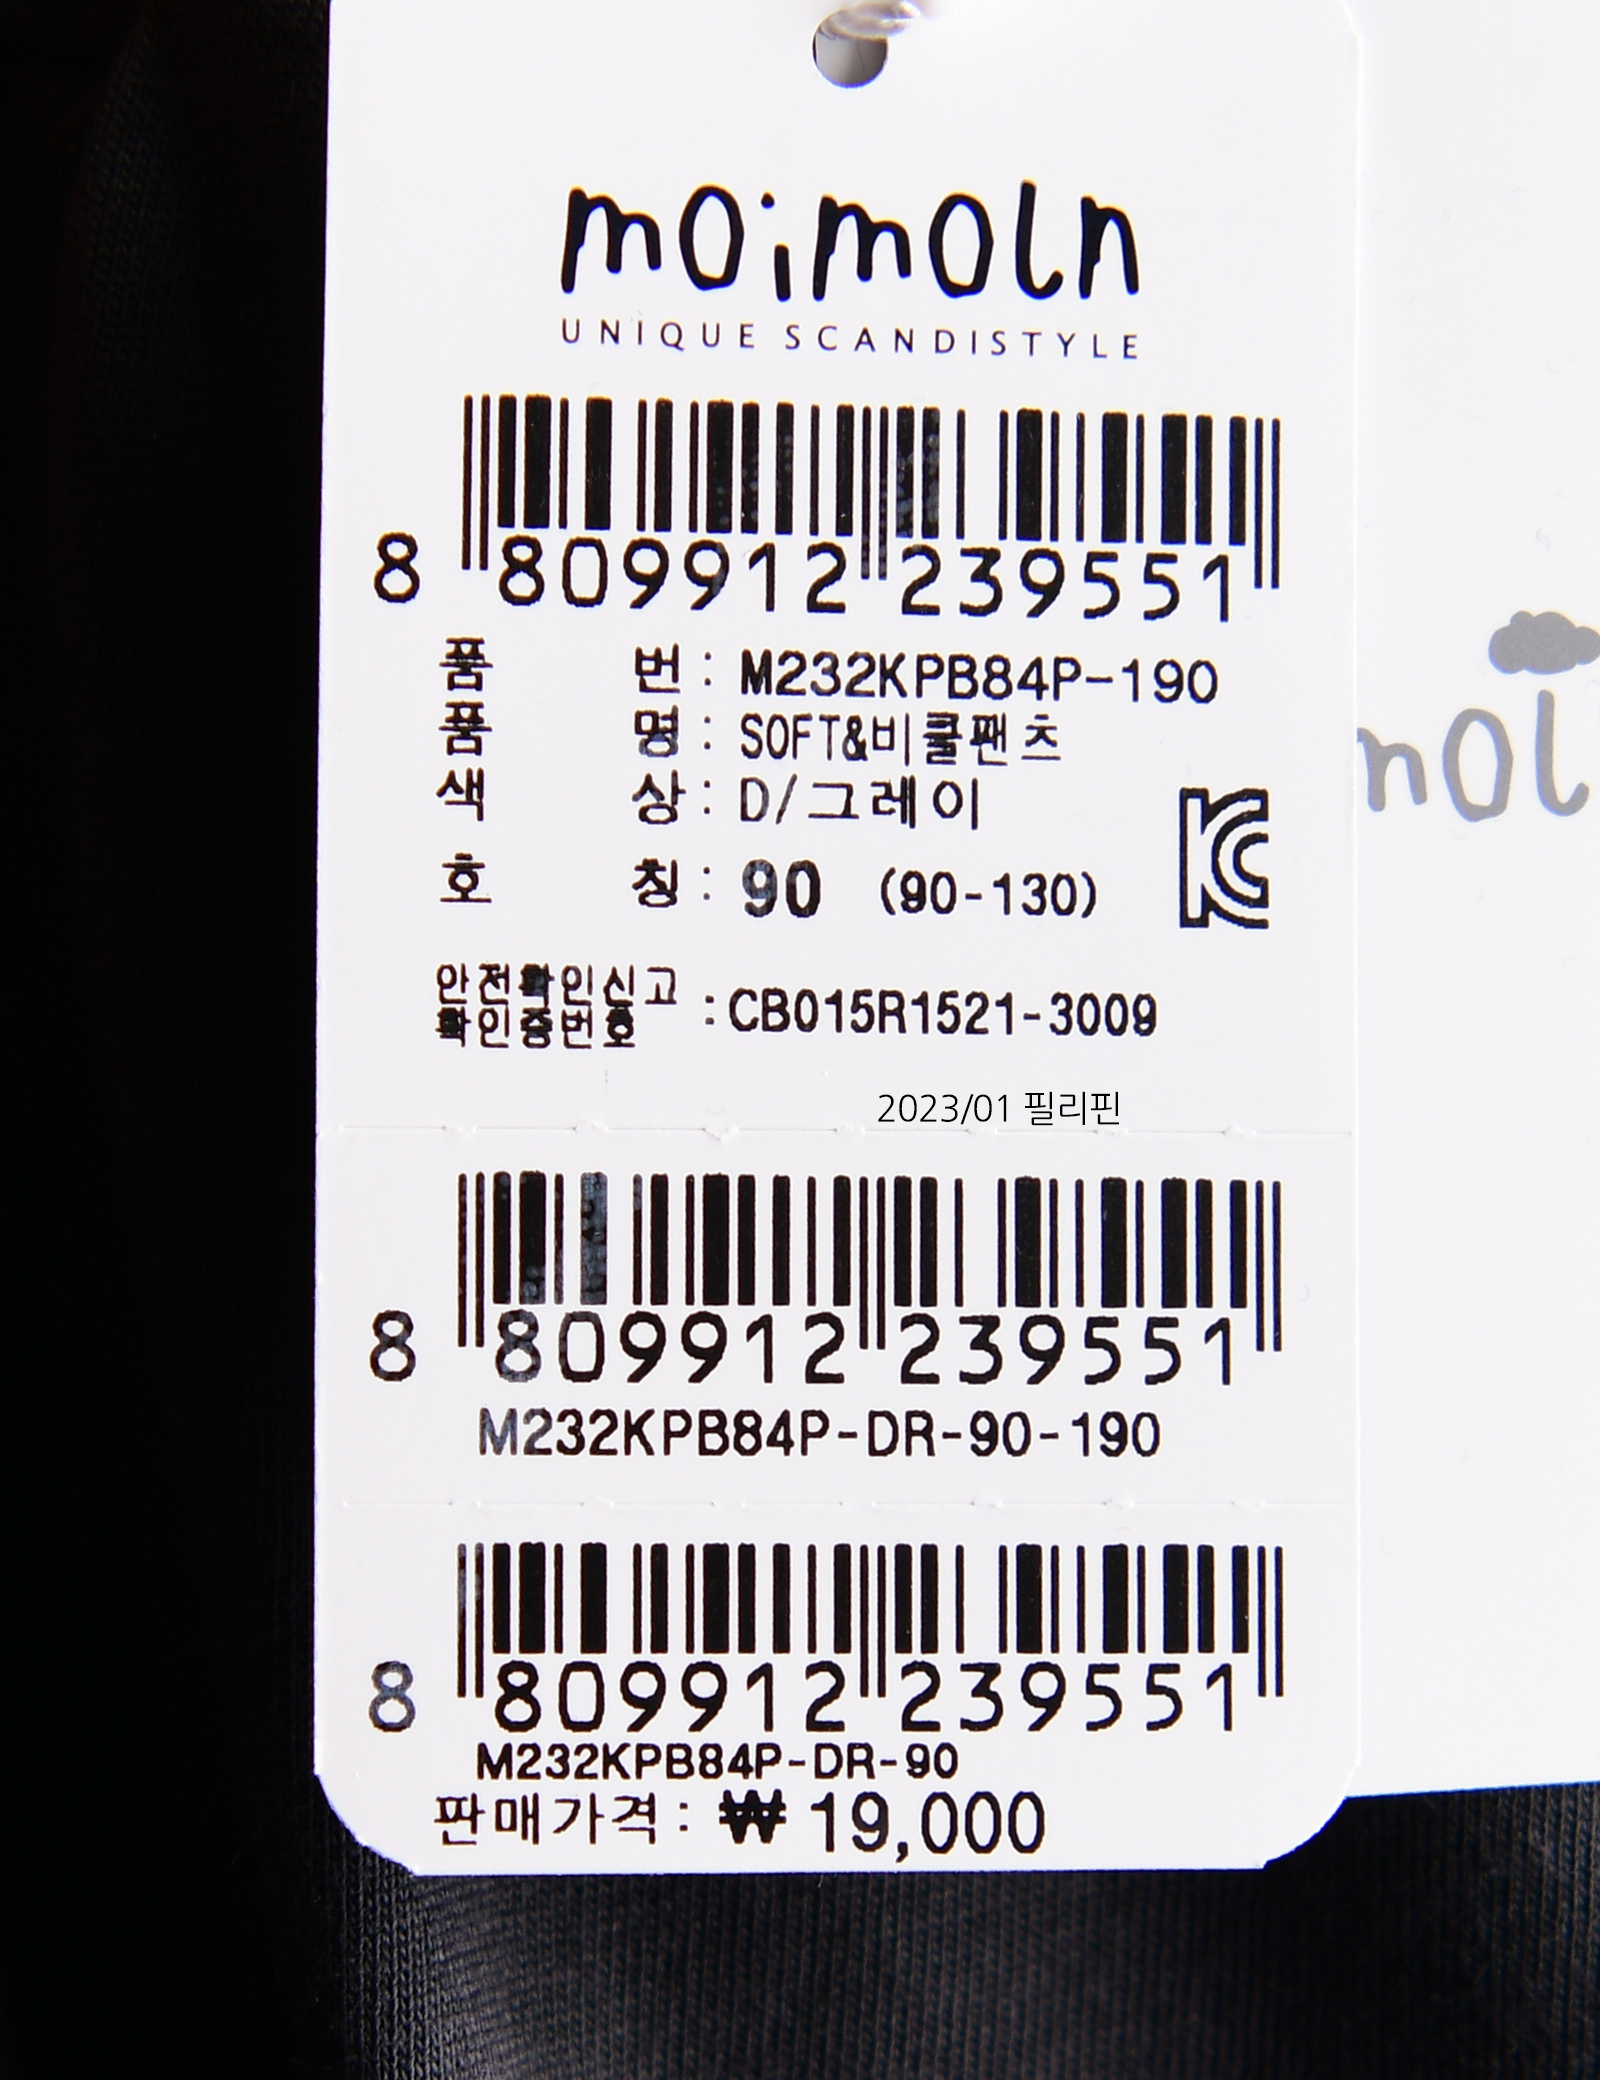 moimoln
UNIQUE SCANDISTYLE
8 809912 239551
품 번 : M232KPB84P-190
품 명 : SOFT&비쿨팬츠
색 상 : D/그레이
호 칭 : 90 (90-130)
KC
안전확인신고
확인증번호 : CB015R1521-3009
2023/01 필리핀
8 809912 239551
M232KPB84P-DR-90-190
8 809912 239551
M232KPB84P-DR-90
판매가격 : ₩ 19,000
mol